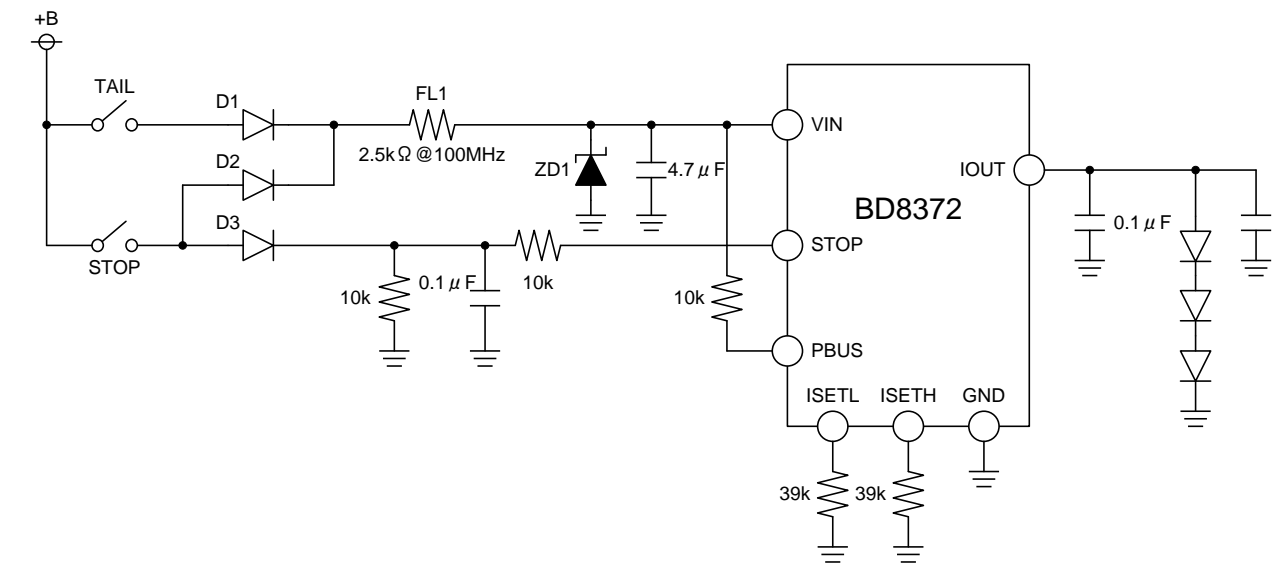 +B
TAIL
D1
FL1
2.5kΩ@100MHz
D2
ZD1
4.7μF
VIN
IOUT
BD8372
0.1μF
D3
STOP
STOP
10k
0.1μF
10k
10k
PBUS
ISETL
ISETH
GND
39k
39k